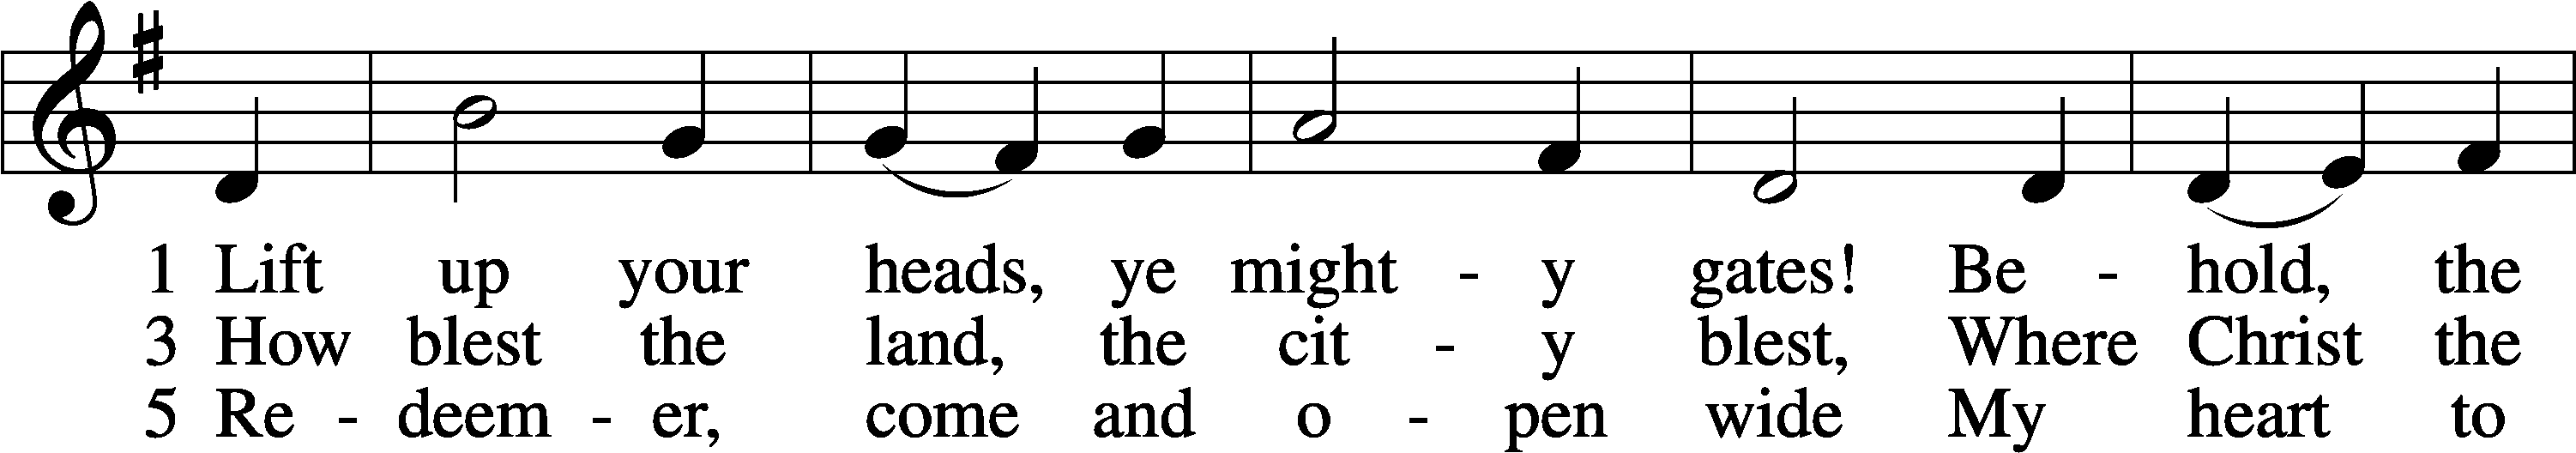 1 Lift up your heads, ye might - y gates! Be - hold, the
3 How blest the land, the cit - y blest, Where Christ the
5 Re - deem - er, come and o - pen wide My heart to